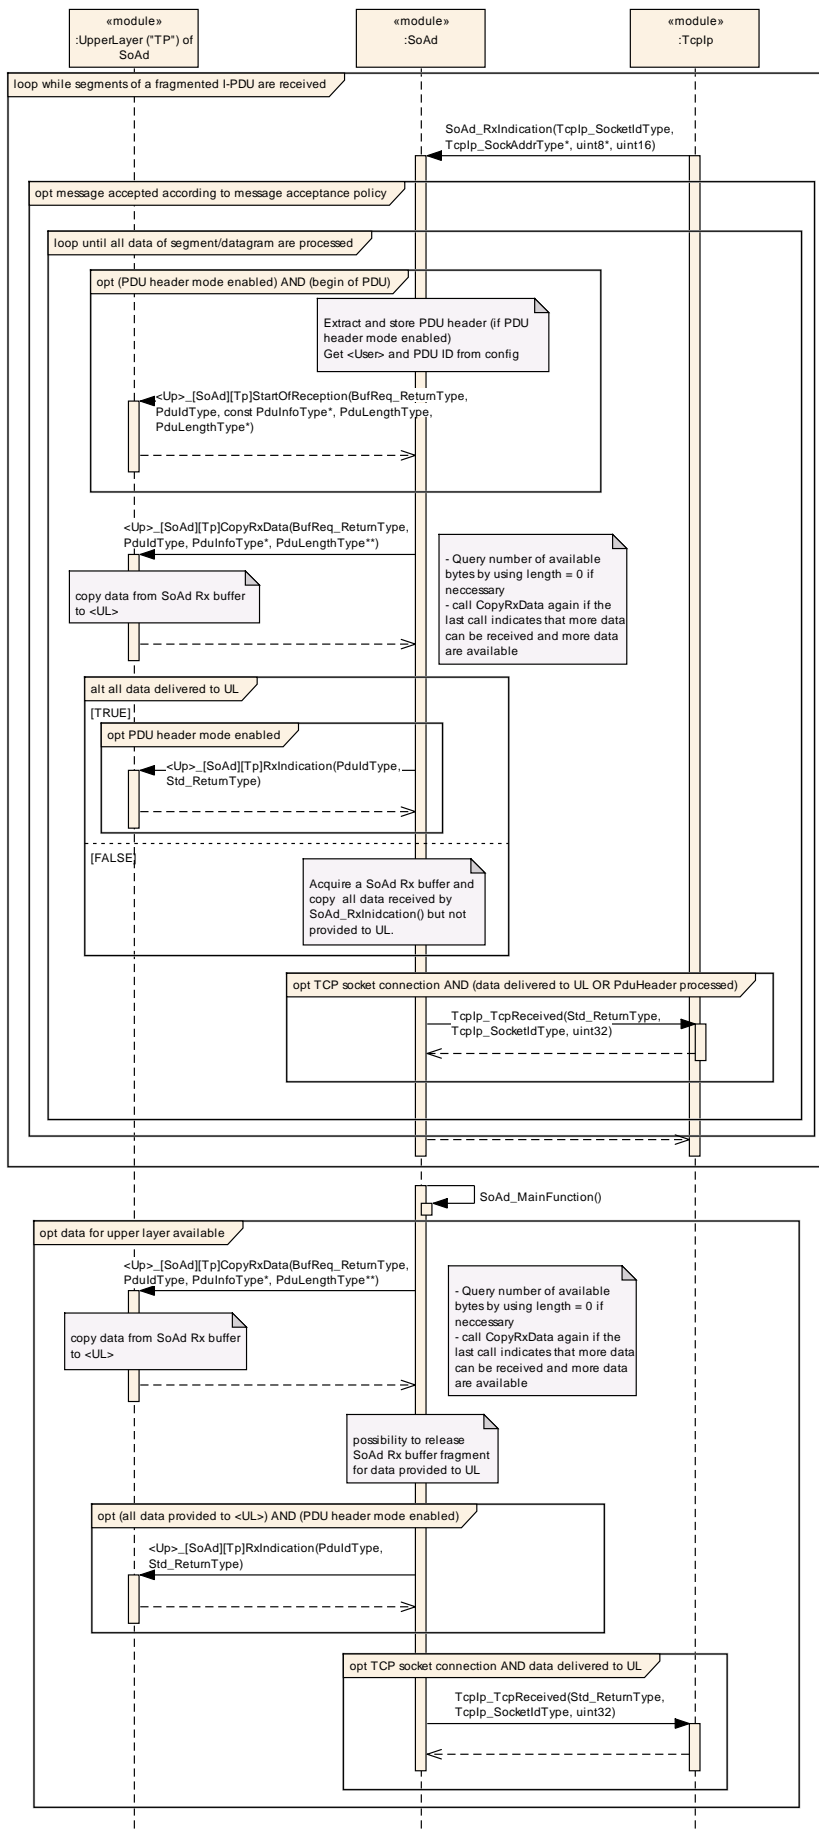 «module»
:UpperLayer ("TP") of
SoAd
«module»
:SoAd
«module»
:TcpIp
loop while segments of a fragmented I-PDU are received
SoAd_RxIndication(TcpIp_SocketIdType,
TcpIp_SockAddrType*, uint8*, uint16)
opt message accepted according to message acceptance policy
loop until all data of segment/datagram are processed
opt (PDU header mode enabled) AND (begin of PDU)
Extract and store PDU header (if PDU
header mode enabled)
Get <User> and PDU ID from config
<Up>_[SoAd][Tp]StartOfReception(BufReq_ReturnType,
PduIdType, const PduInfoType*, PduLengthType,
PduLengthType*)
<Up>_[SoAd][Tp]CopyRxData(BufReq_ReturnType,
PduIdType, PduInfoType*, PduLengthType**)
- Query number of available
bytes by using length = 0 if
neccessary
- call CopyRxData again if the
last call indicates that more data
can be received and more data
are available
copy data from SoAd Rx buffer
to <UL>
alt all data delivered to UL
[TRUE]
opt PDU header mode enabled
<Up>_[SoAd][Tp]RxIndication(PduIdType,
Std_ReturnType)
[FALSE]
Acquire a SoAd Rx buffer and
copy  all data received by
SoAd_RxInidcation() but not
provided to UL.
opt TCP socket connection AND (data delivered to UL OR PduHeader processed)
TcpIp_TcpReceived(Std_ReturnType,
TcpIp_SocketIdType, uint32)
SoAd_MainFunction()
opt data for upper layer available
<Up>_[SoAd][Tp]CopyRxData(BufReq_ReturnType,
PduIdType, PduInfoType*, PduLengthType**)
- Query number of available
bytes by using length = 0 if
neccessary
- call CopyRxData again if the
last call indicates that more data
can be received and more data
are available
copy data from SoAd Rx buffer
to <UL>
possibility to release
SoAd Rx buffer fragment
for data provided to UL
opt (all data provided to <UL>) AND (PDU header mode enabled)
<Up>_[SoAd][Tp]RxIndication(PduIdType,
Std_ReturnType)
opt TCP socket connection AND data delivered to UL
TcpIp_TcpReceived(Std_ReturnType,
TcpIp_SocketIdType, uint32)